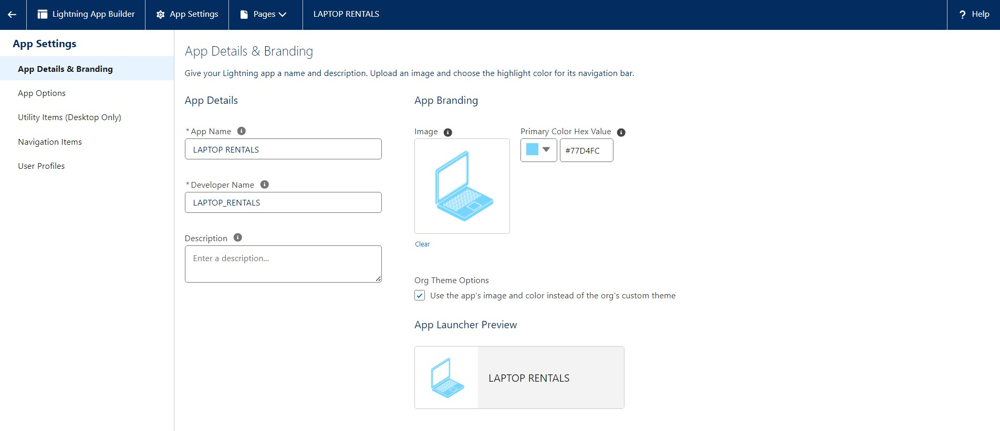 Lightning App Builder
App Settings
Pages
LAPTOP RENTALS
? Help
App Settings
App Details & Branding
App Options
Utility Items (Desktop Only)
Navigation Items
User Profiles
App Details & Branding
Give your Lightning app a name and description. Upload an image and choose the highlight color for its navigation bar.
App Details
* App Name
LAPTOP RENTALS
* Developer Name
LAPTOP_RENTALS
Description
Enter a description...
App Branding
Image
Primary Color Hex Value
#77D4FC
Clear
Org Theme Options
Use the app's image and color instead of the org's custom theme
App Launcher Preview
LAPTOP RENTALS